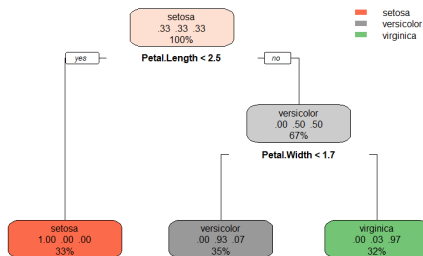 setosa
.33 .33 .33
100%
setosa
versicolor
virginica
yes
Petal.Length < 2.5
no
versicolor
.00 .50 .50
67%
Petal.Width < 1.7
setosa
1.00 .00 .00
33%
versicolor
.00 .93 .07
35%
virginica
.00 .03 .97
32%